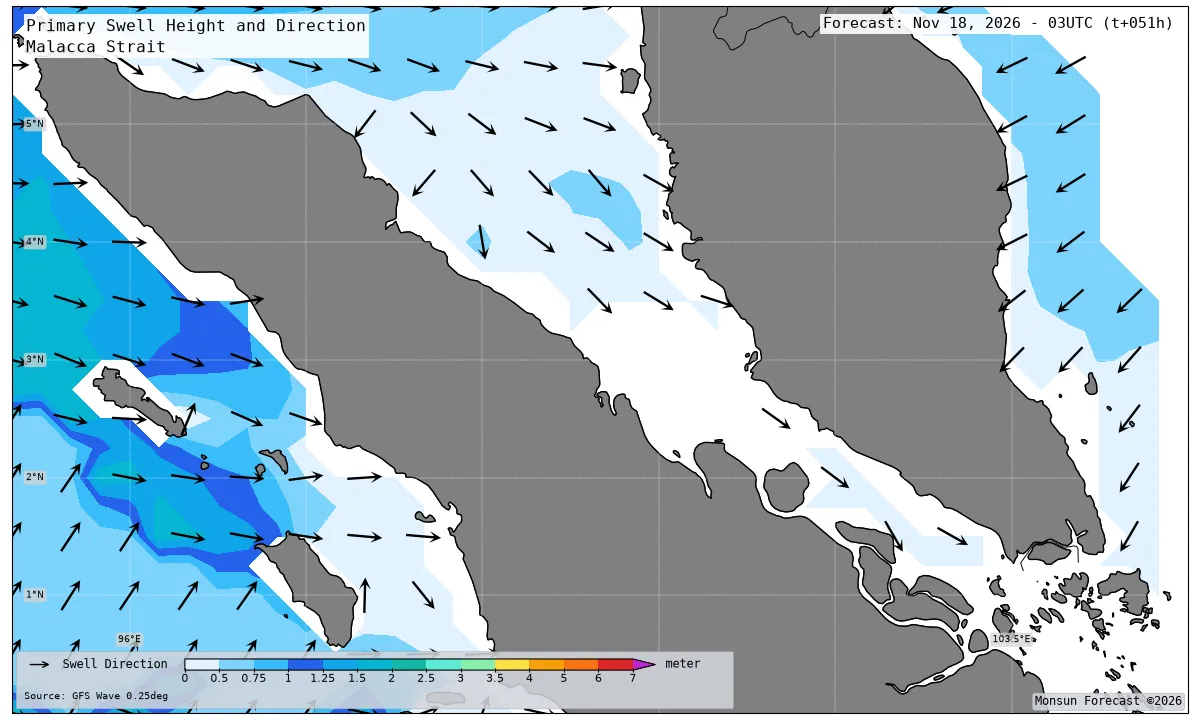 Primary Swell Height and Direction
Malacca Strait
Forecast: Nov 18, 2026 - 03UTC (t+051h)
5°N
4°N
3°N
2°N
1°N
96°E
103.5°E
Swell Direction
0 0.5 0.75 1 1.25 1.5 2 2.5 3 3.5 4 5 6 7
meter
Source: GFS Wave 0.25deg
Monsun Forecast ©2026